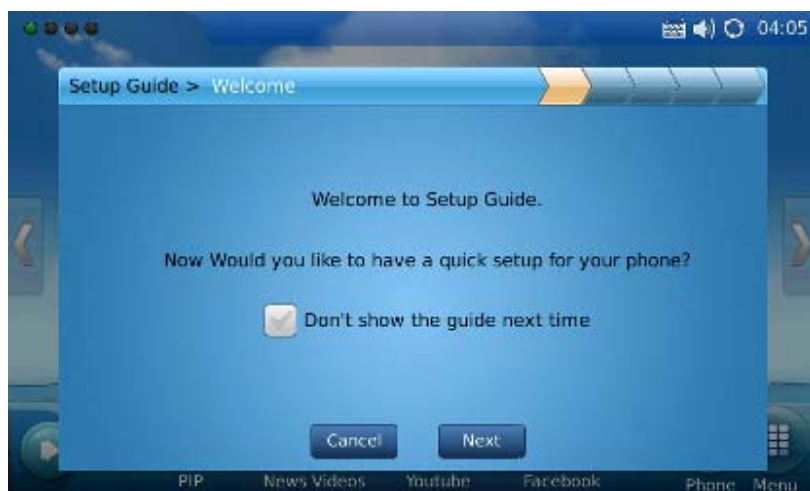 04:05
Setup Guide > Welcome
Welcome to Setup Guide.
Now Would you like to have a quick setup for your phone?
Don't show the guide next time
Cancel Next
PIP News Videos Youtube Facebook Phone Menu